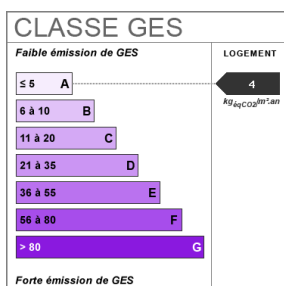 CLASSE GES
Faible émission de GES
LOGEMENT
≤ 5 A
4
kgéqCO2/m².an
6 à 10 B
11 à 20 C
21 à 35 D
36 à 55 E
56 à 80 F
> 80 G
Forte émission de GES